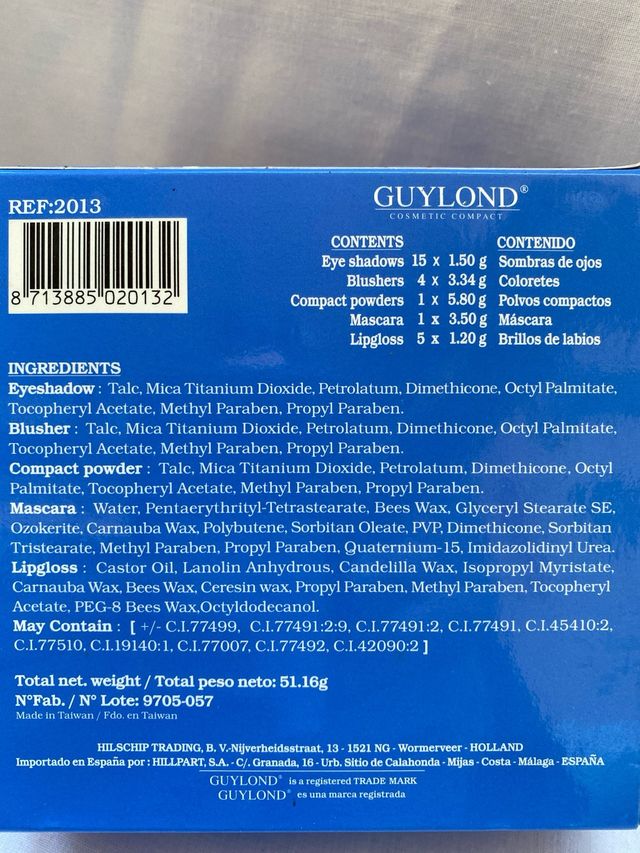 REF:2013
8 713885 020132
GUYLOND®
COSMETIC COMPACT
CONTENTS CONTENIDO
Eye shadows 15 x 1.50 g Sombras de ojos
Blushers 4 x 3.34 g Coloretes
Compact powders 1 x 5.80 g Polvos compactos
Mascara 1 x 3.50 g Máscara
Lipgloss 5 x 1.20 g Brillos de labios
INGREDIENTS
Eyeshadow : Talc, Mica Titanium Dioxide, Petrolatum, Dimethicone, Octyl Palmitate,
Tocopheryl Acetate, Methyl Paraben, Propyl Paraben.
Blusher : Talc, Mica Titanium Dioxide, Petrolatum, Dimethicone, Octyl Palmitate,
Tocopheryl Acetate, Methyl Paraben, Propyl Paraben.
Compact powder : Talc, Mica Titanium Dioxide, Petrolatum, Dimethicone, Octyl
Palmitate, Tocopheryl Acetate, Methyl Paraben, Propyl Paraben.
Mascara : Water, Pentaerythrityl-Tetrastearate, Bees Wax, Glyceryl Stearate SE,
Ozokerite, Carnauba Wax, Polybutene, Sorbitan Oleate, PVP, Dimethicone, Sorbitan
Tristearate, Methyl Paraben, Propyl Paraben, Quaternium-15, Imidazolidinyl Urea.
Lipgloss : Castor Oil, Lanolin Anhydrous, Candelilla Wax, Isopropyl Myristate,
Carnauba Wax, Bees Wax, Ceresin wax, Propyl Paraben, Methyl Paraben, Tocopheryl
Acetate, PEG-8 Bees Wax,Octyldodecanol.
May Contain : [ +/- C.I.77499, C.I.77491:2:9, C.I.77491:2, C.I.77491, C.I.45410:2,
C.I.77510, C.I.19140:1, C.I.77007, C.I.77492, C.I.42090:2 ]
Total net. weight / Total peso neto: 51.16g
N°Fab. / N° Lote: 9705-057
Made in Taiwan / Fdo. en Taiwan
HILSCHIP TRADING, B. V.-Nijverheidsstraat, 13 - 1521 NG - Wormerveer - HOLLAND
Importado en España por : HILLPART, S.A. - C/. Granada, 16 - Urb. Sitio de Calahonda - Mijas - Costa - Málaga - ESPAÑA
GUYLOND® is a registered TRADE MARK
GUYLOND® es una marca registrada